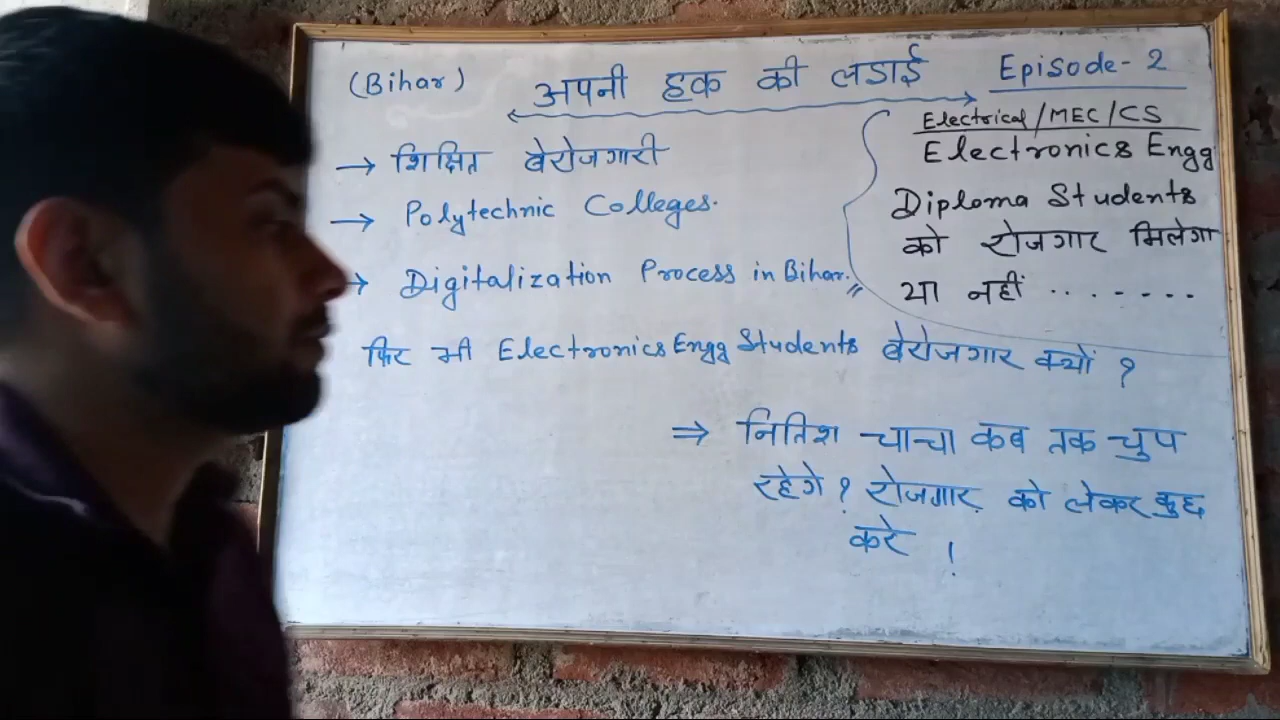 (Bihar) अपनी हक की लडाई Episode-2
→ शिक्षित बेरोजगारी
→ Polytechnic Colleges.
→ Digitalization Process in Bihar.
Electrical/MEC/CS
Electronics Engg
Diploma Students
को रोजगार मिलेगा
या नहीं ........
फिर भी Electronics Engg Students बेरोजगार क्यों ?
⇒ नितिश चाचा कब तक चुप
रहेगे ? रोजगार को लेकर कुछ
करे !